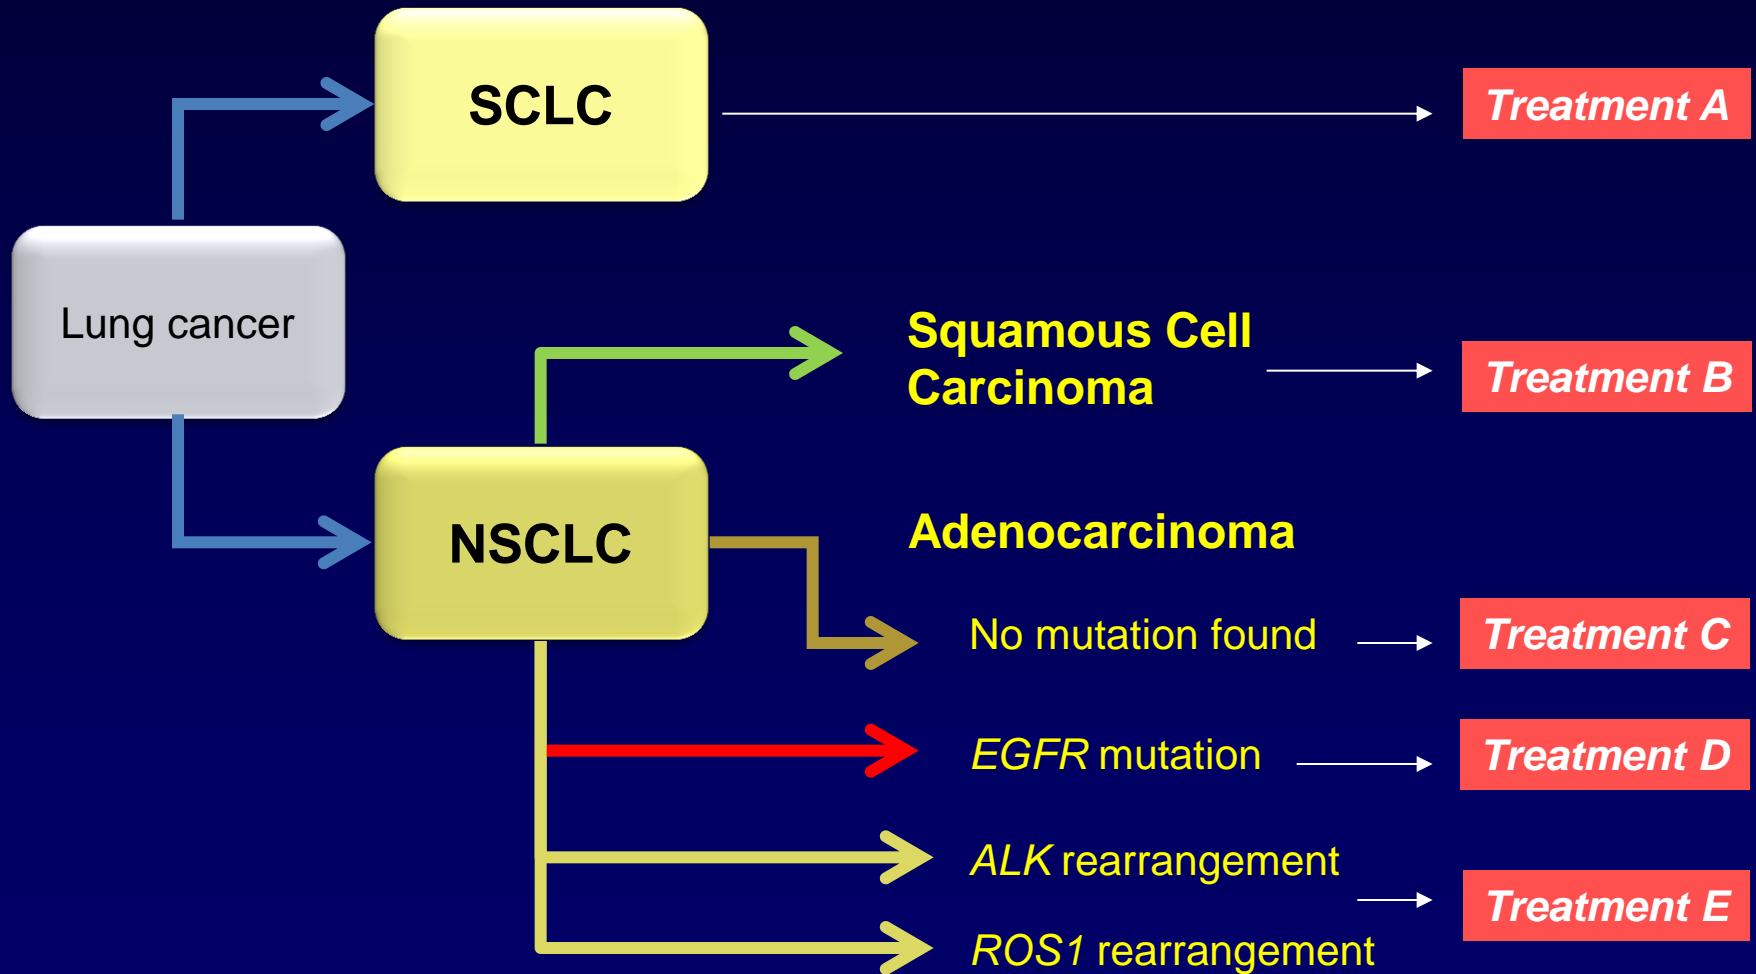 SCLC
Treatment A
Lung cancer
Squamous Cell
Carcinoma
Treatment B
NSCLC
Adenocarcinoma
No mutation found
Treatment C
EGFR mutation
Treatment D
ALK rearrangement
Treatment E
ROS1 rearrangement